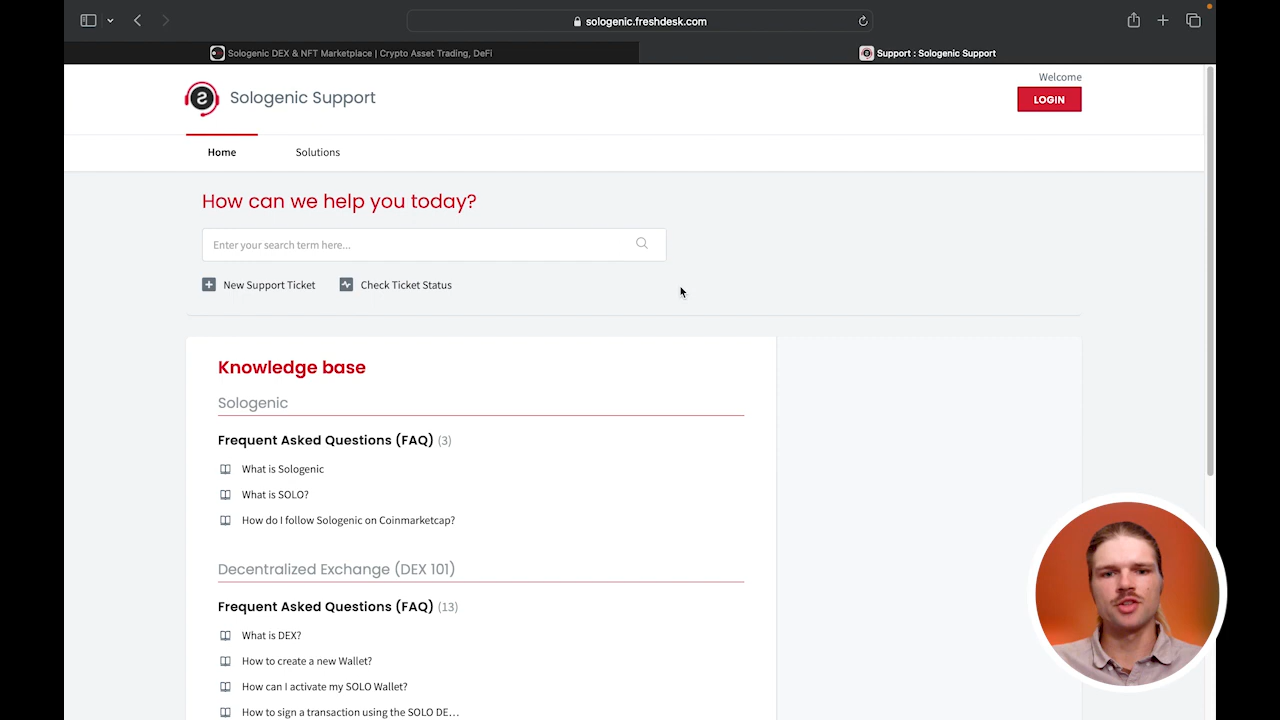 sologenic.freshdesk.com
Sologenic DEX & NFT Marketplace | Crypto Asset Trading, DeFi
Support : Sologenic Support
Sologenic Support
Welcome
LOGIN
Home
Solutions
How can we help you today?
Enter your search term here...
New Support Ticket
Check Ticket Status
Knowledge base
Sologenic
Frequent Asked Questions (FAQ) (3)
What is Sologenic
What is SOLO?
How do I follow Sologenic on Coinmarketcap?
Decentralized Exchange (DEX 101)
Frequent Asked Questions (FAQ) (13)
What is DEX?
How to create a new Wallet?
How can I activate my SOLO Wallet?
How to sign a transaction using the SOLO DE...